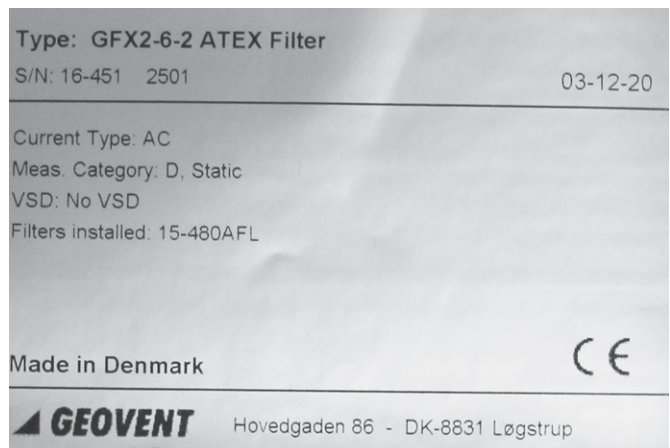 Type: GFX2-6-2 ATEX Filter
S/N: 16-451 2501 03-12-20
Current Type: AC
Meas. Category: D, Static
VSD: No VSD
Filters installed: 15-480AFL
Made in Denmark CE
GEOVENT Hovedgaden 86 - DK-8831 Løgstrup